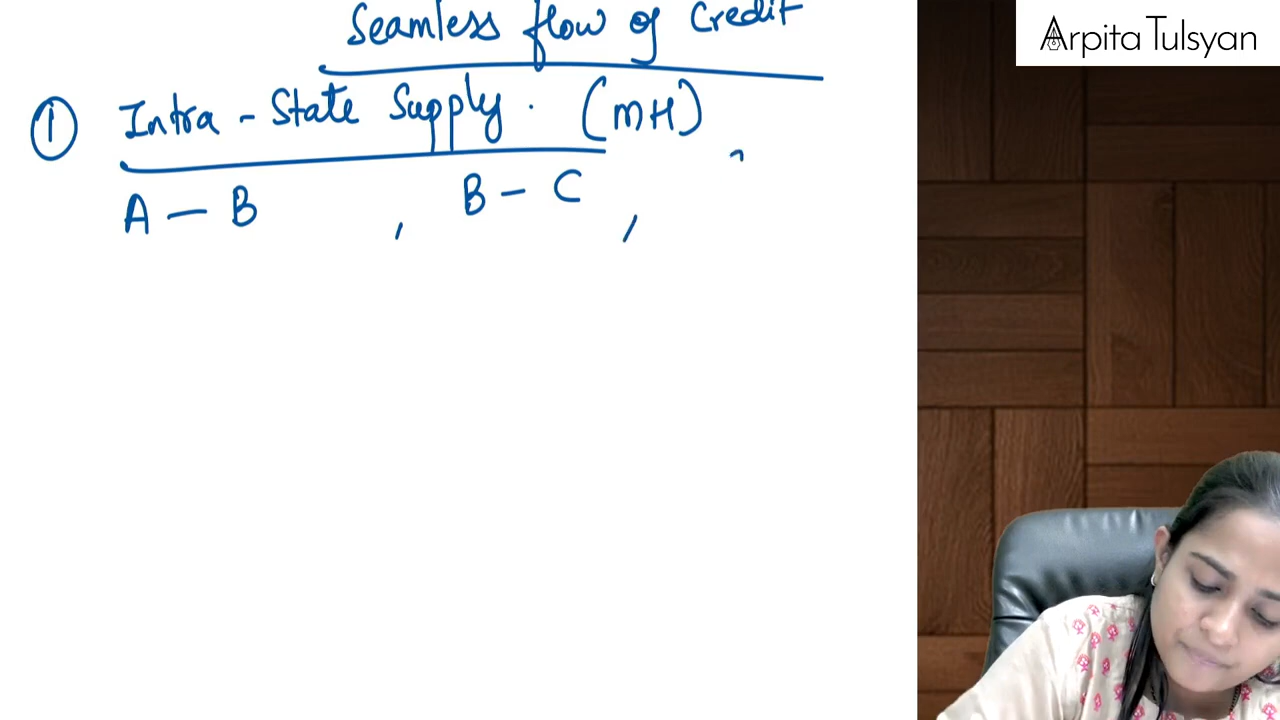 Seamless flow of Credit
Arpita Tulsyan
① Intra - State Supply. (MH)
A — B , B — C ,